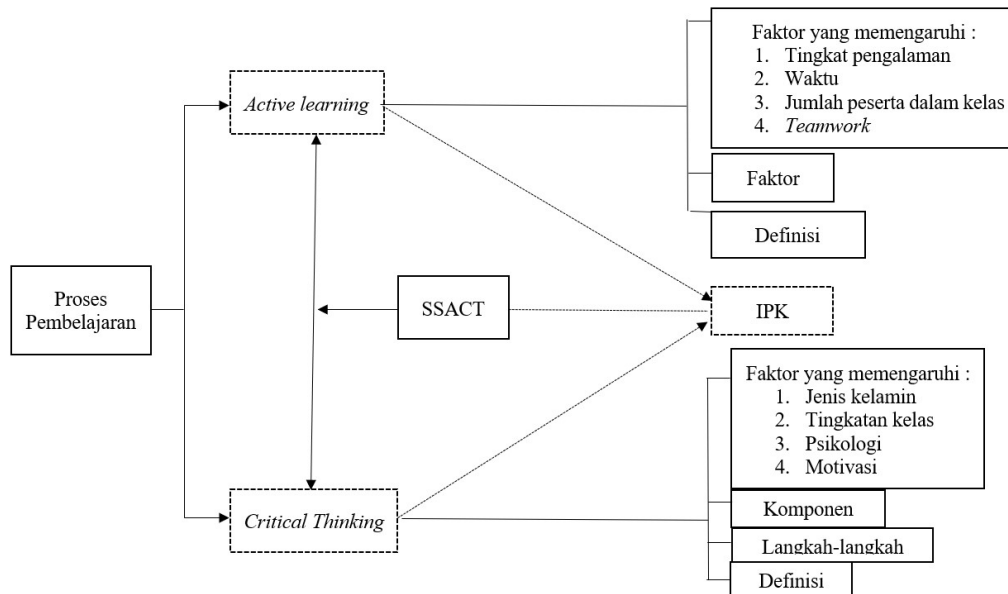 Faktor yang memengaruhi :
1. Tingkat pengalaman
2. Waktu
3. Jumlah peserta dalam kelas
4. Teamwork
Active learning
Faktor
Definisi
Proses
Pembelajaran
SSACT
IPK
Faktor yang memengaruhi :
1. Jenis kelamin
2. Tingkatan kelas
3. Psikologi
4. Motivasi
Critical Thinking
Komponen
Langkah-langkah
Definisi